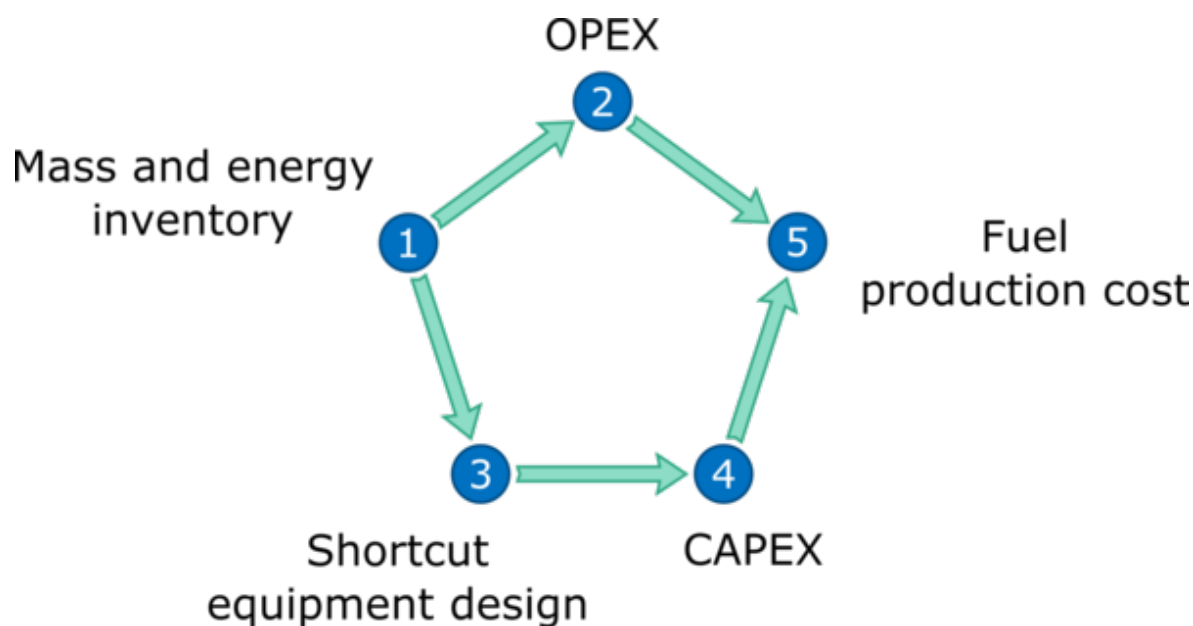 OPEX
2
Mass and energy
inventory
1
5
Fuel
production cost
3
4
Shortcut
equipment design
CAPEX